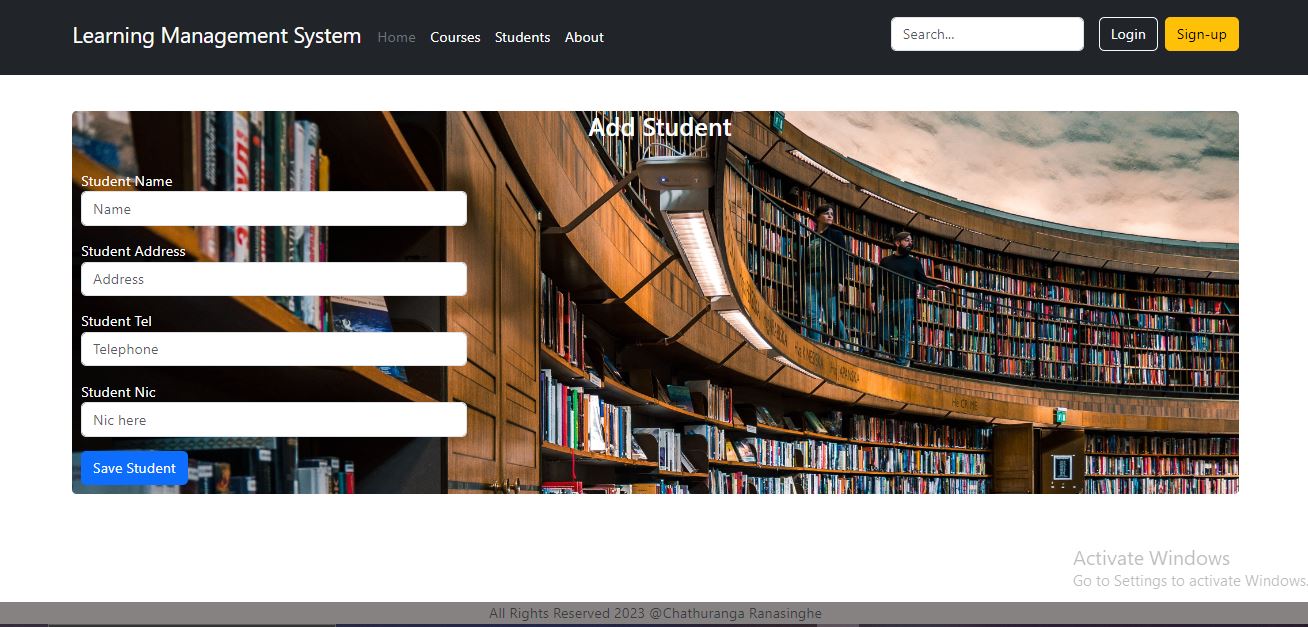 Learning Management System Home Courses Students About Search... Login Sign-up
Add Student
Student Name
Name
Student Address
Address
Student Tel
Telephone
Student Nic
Nic here
Save Student
Activate Windows
Go to Settings to activate Windows.
All Rights Reserved 2023 @Chathuranga Ranasinghe